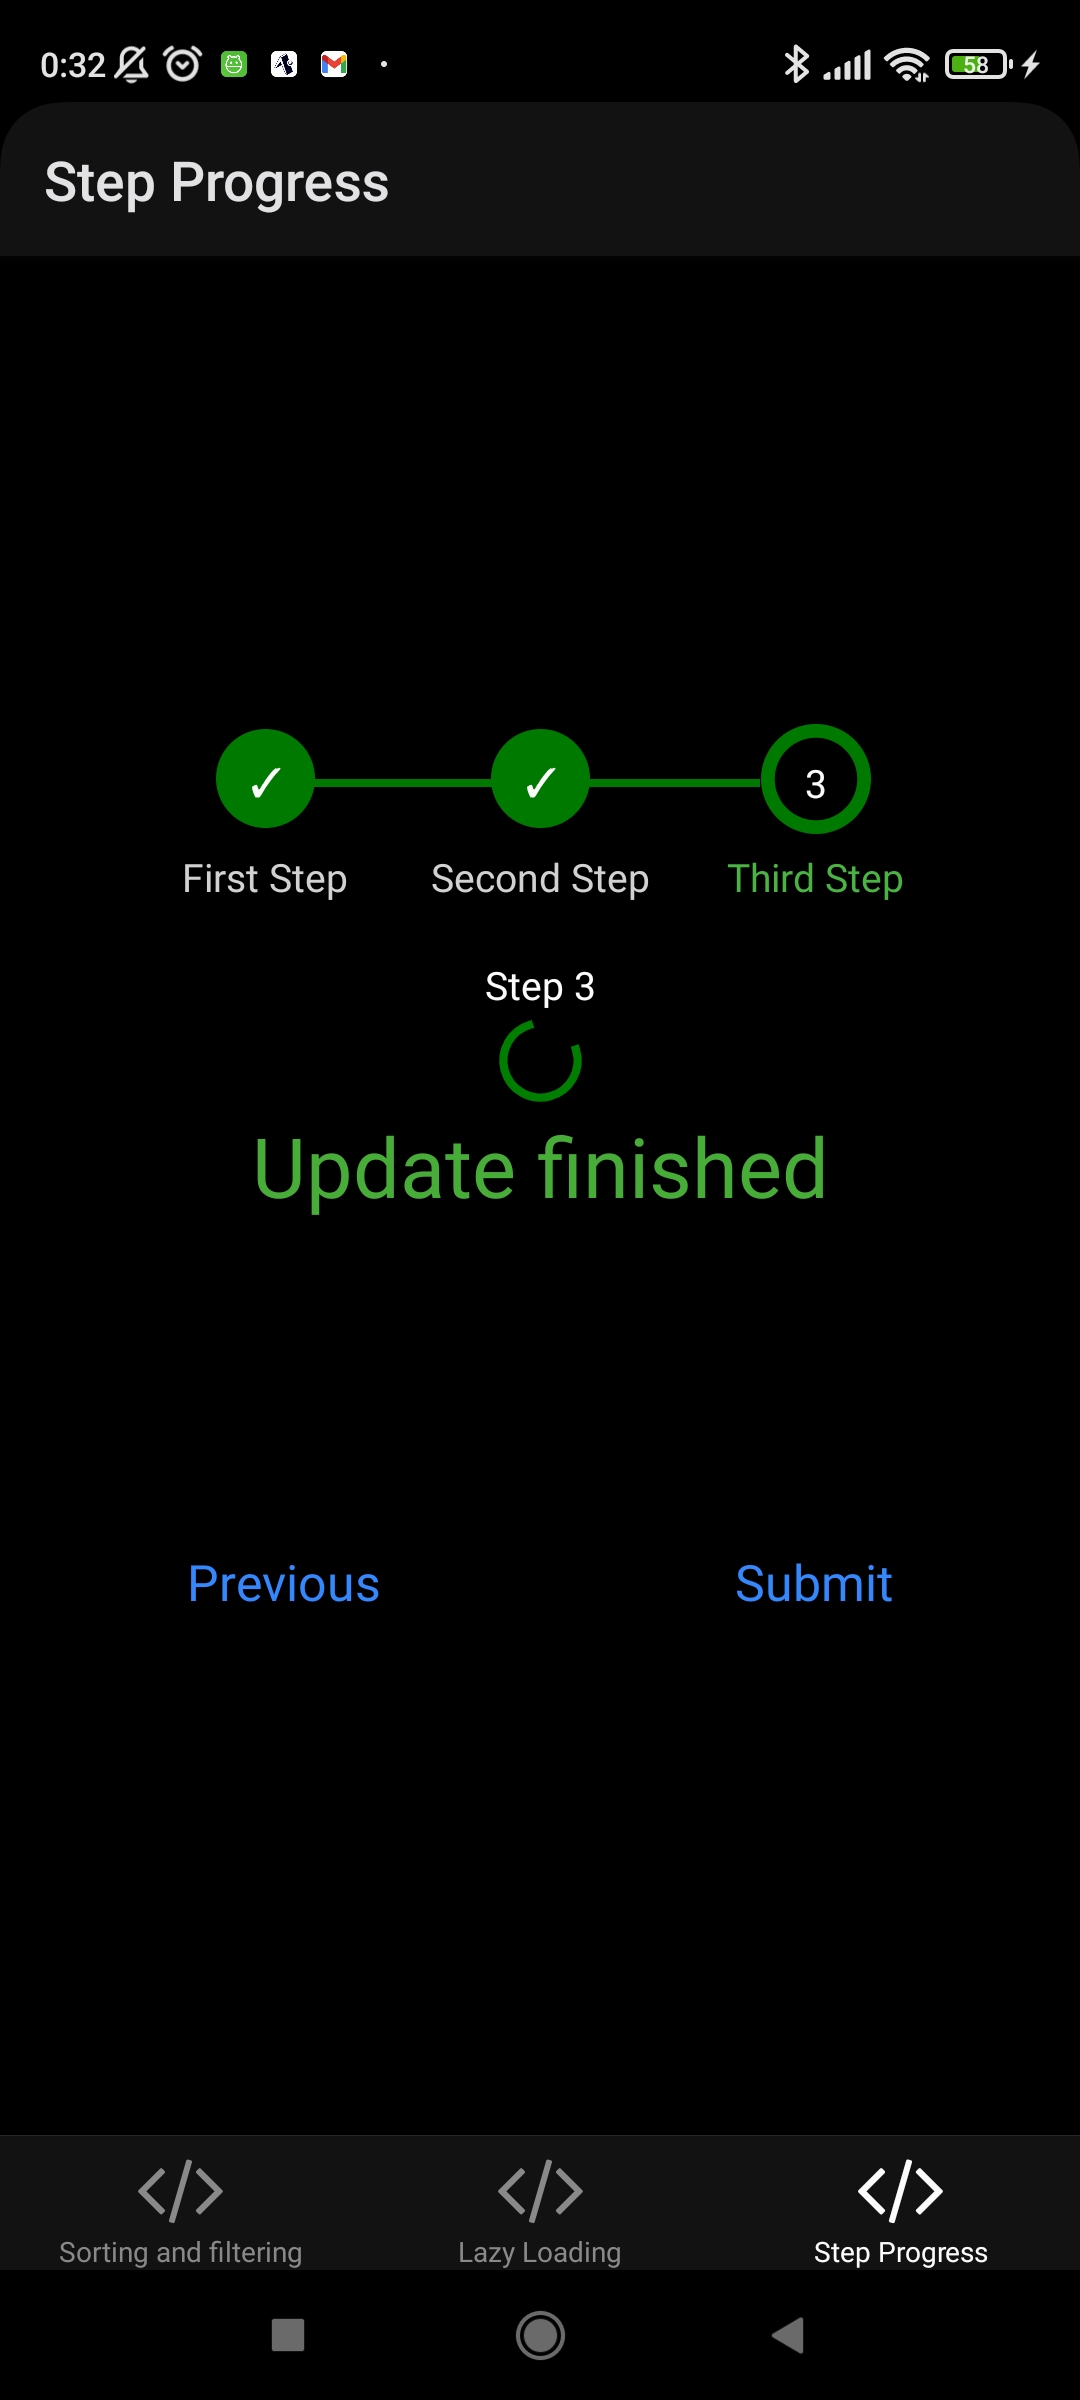 0:32
58
Step Progress
✓ ✓ 3
First Step Second Step Third Step
Step 3
Update finished
Previous Submit
Sorting and filtering Lazy Loading Step Progress